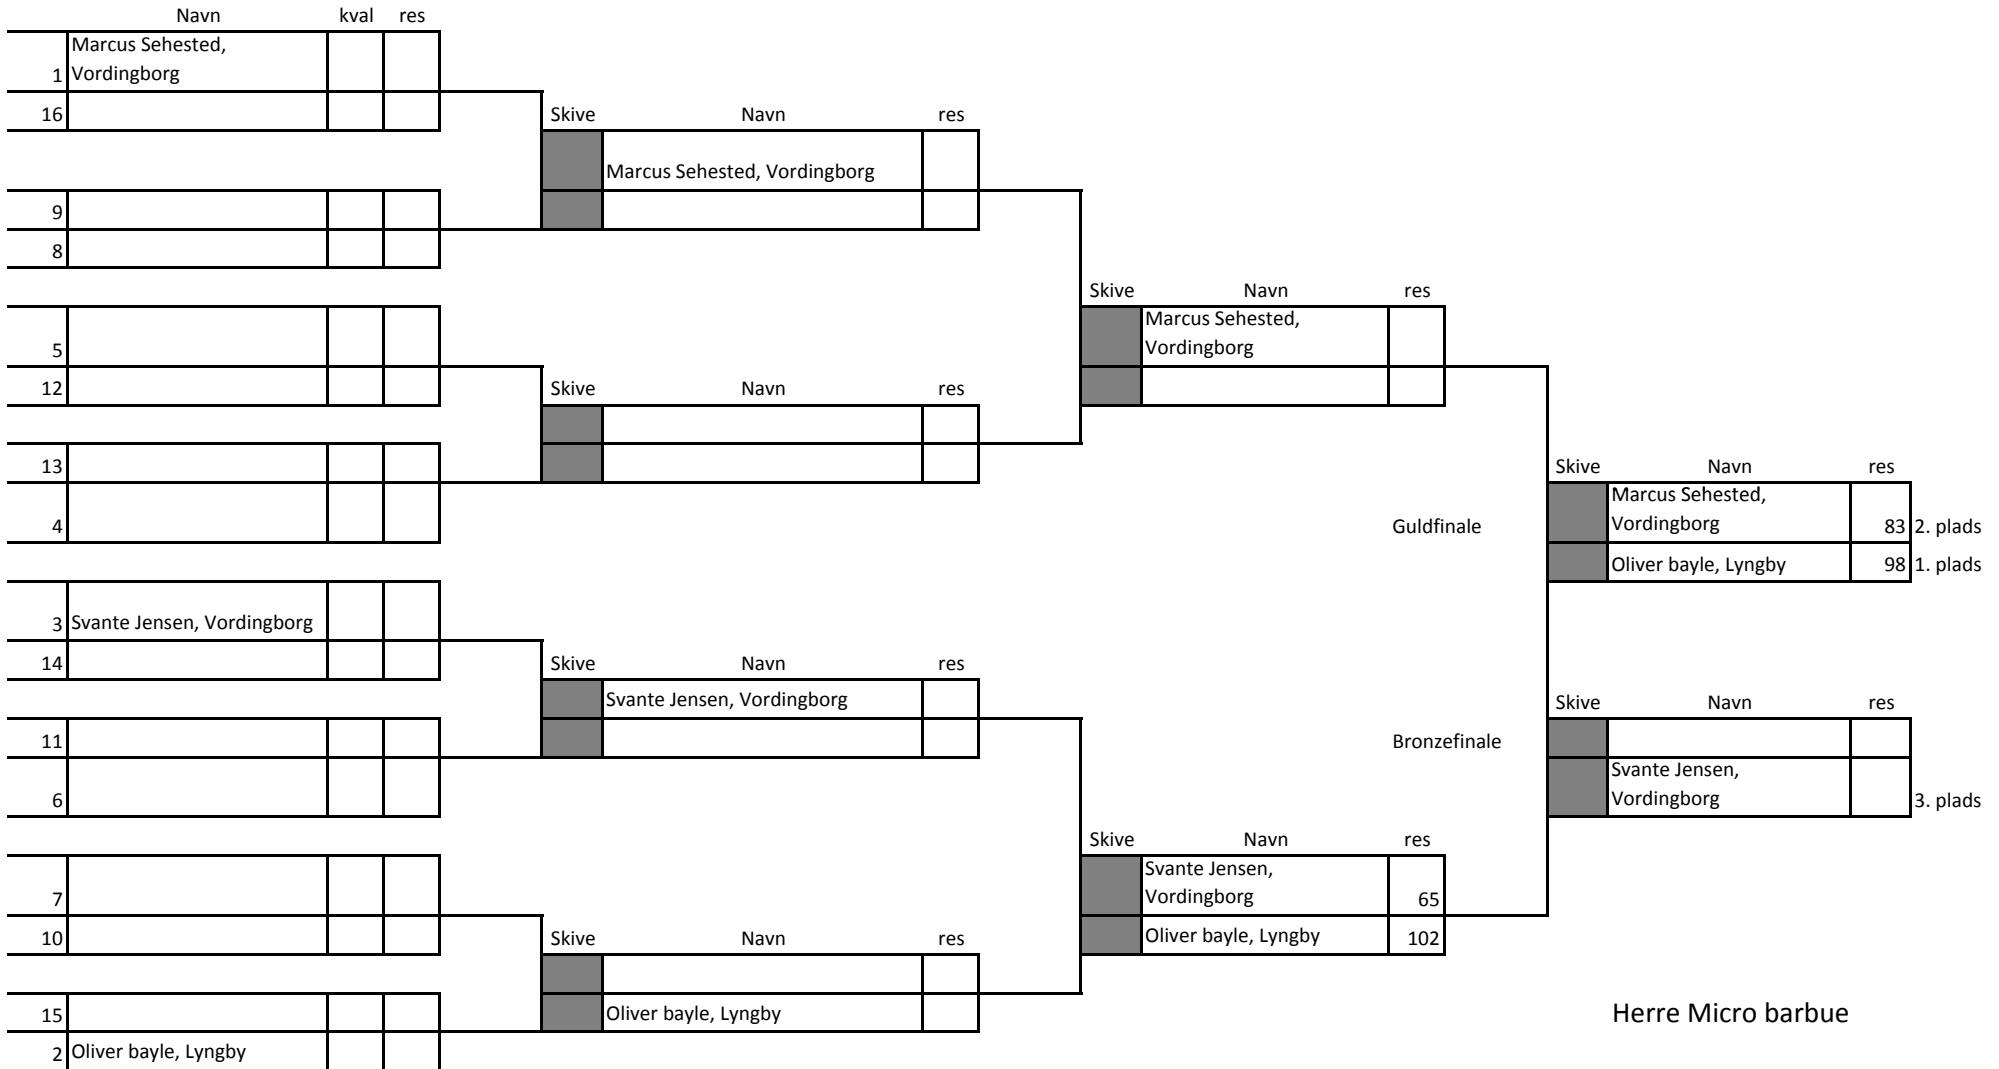 Navn kval res
Marcus Sehested,
1 Vordingborg
16
Skive Navn res
Marcus Sehested, Vordingborg
9
8
Skive Navn res
Marcus Sehested,
Vordingborg
5
12
Skive Navn res
13
4
Skive Navn res
Marcus Sehested,
Guldfinale Vordingborg 83 2. plads
Oliver bayle, Lyngby 98 1. plads
3 Svante Jensen, Vordingborg
14
Skive Navn res
Svante Jensen, Vordingborg
Skive Navn res
11
Bronzefinale
Svante Jensen,
6
Vordingborg 3. plads
Skive Navn res
Svante Jensen,
7
Vordingborg 65
10
Skive Navn res
Oliver bayle, Lyngby 102
15
Oliver bayle, Lyngby
Herre Micro barbue
2 Oliver bayle, Lyngby